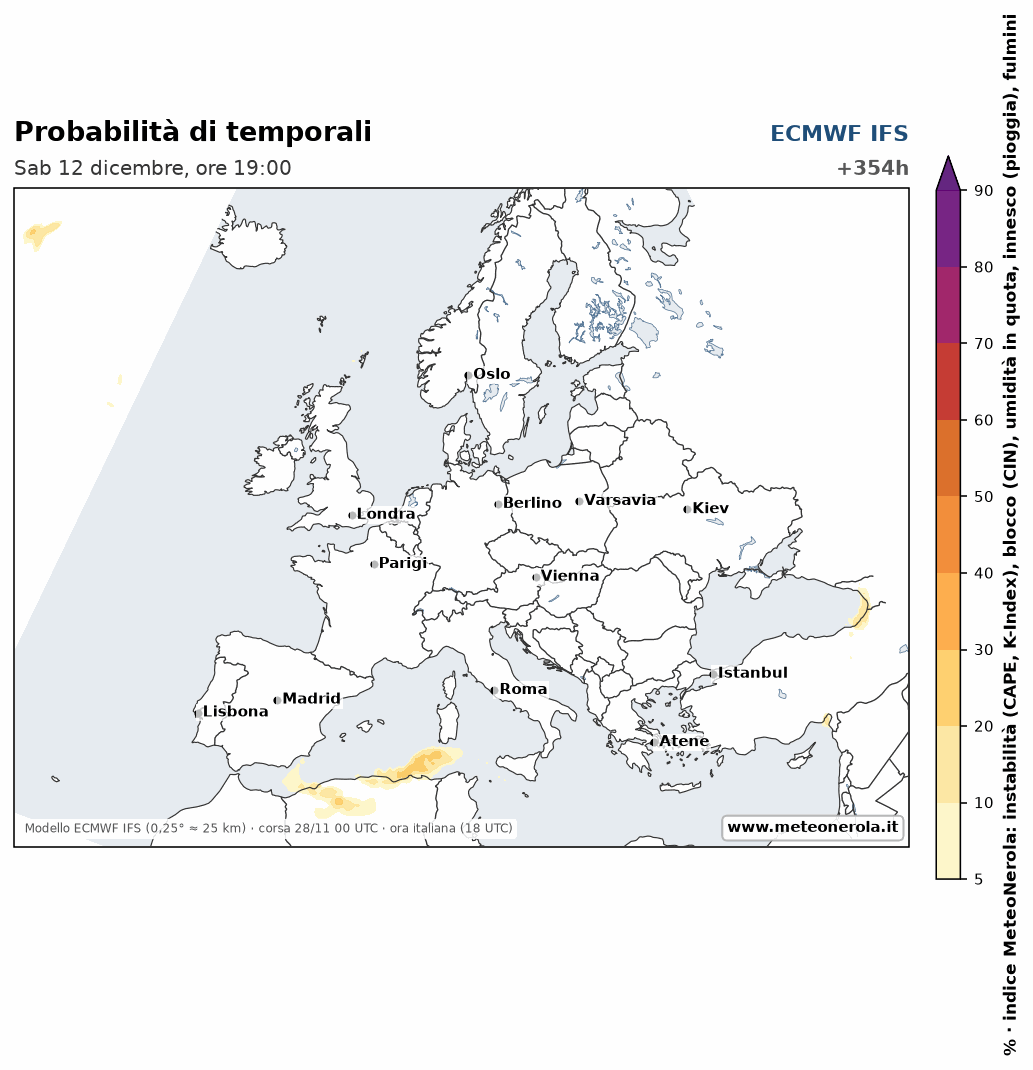 Probabilità di temporali
ECMWF IFS
Sab 12 dicembre, ore 19:00
+354h
Oslo
Londra
Berlino
Varsavia
Kiev
Parigi
Vienna
Istanbul
Roma
Madrid
Lisbona
Atene
Modello ECMWF IFS (0,25° ≈ 25 km) · corsa 28/11 00 UTC · ora italiana (18 UTC)
www.meteonerola.it
90
80
70
60
50
40
30
20
10
5
% · indice MeteoNerola: instabilità (CAPE, K-Index), blocco (CIN), umidità in quota, innesco (pioggia), fulmini